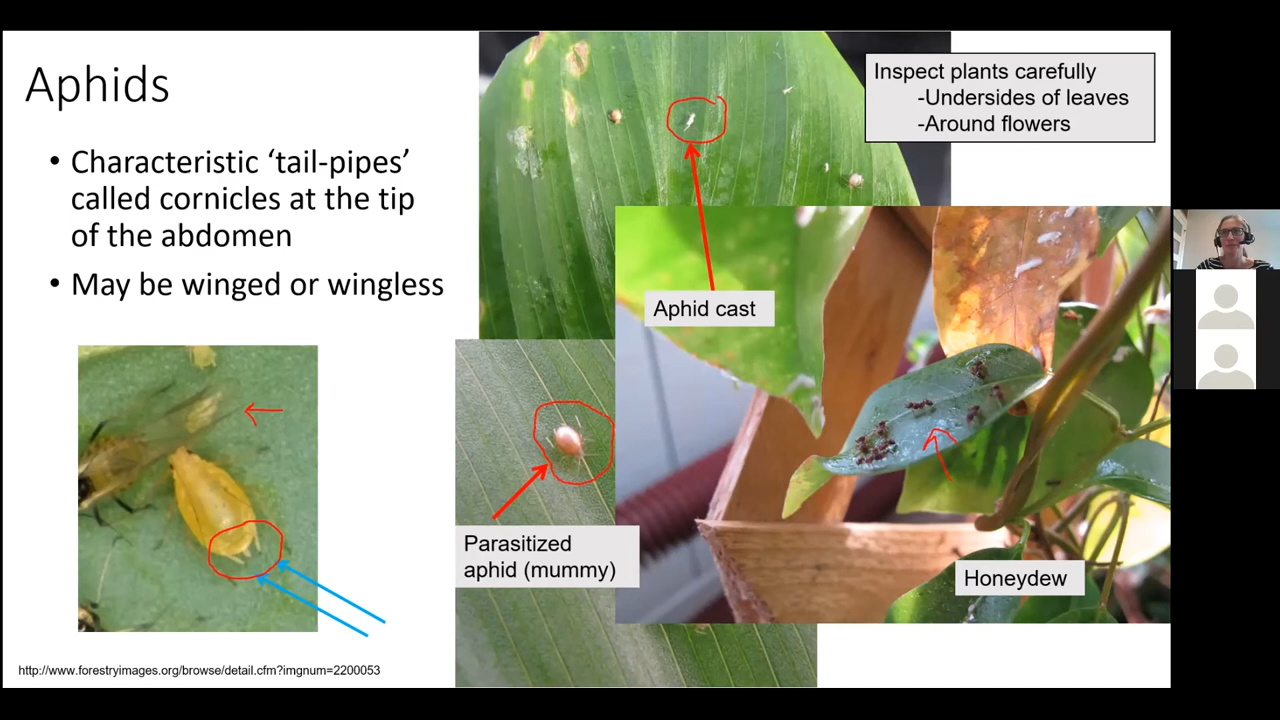 Aphids
• Characteristic ‘tail-pipes’
called cornicles at the tip
of the abdomen
• May be winged or wingless
Inspect plants carefully
-Undersides of leaves
-Around flowers
Aphid cast
Parasitized
aphid (mummy)
Honeydew
http://www.forestryimages.org/browse/detail.cfm?imgnum=2200053